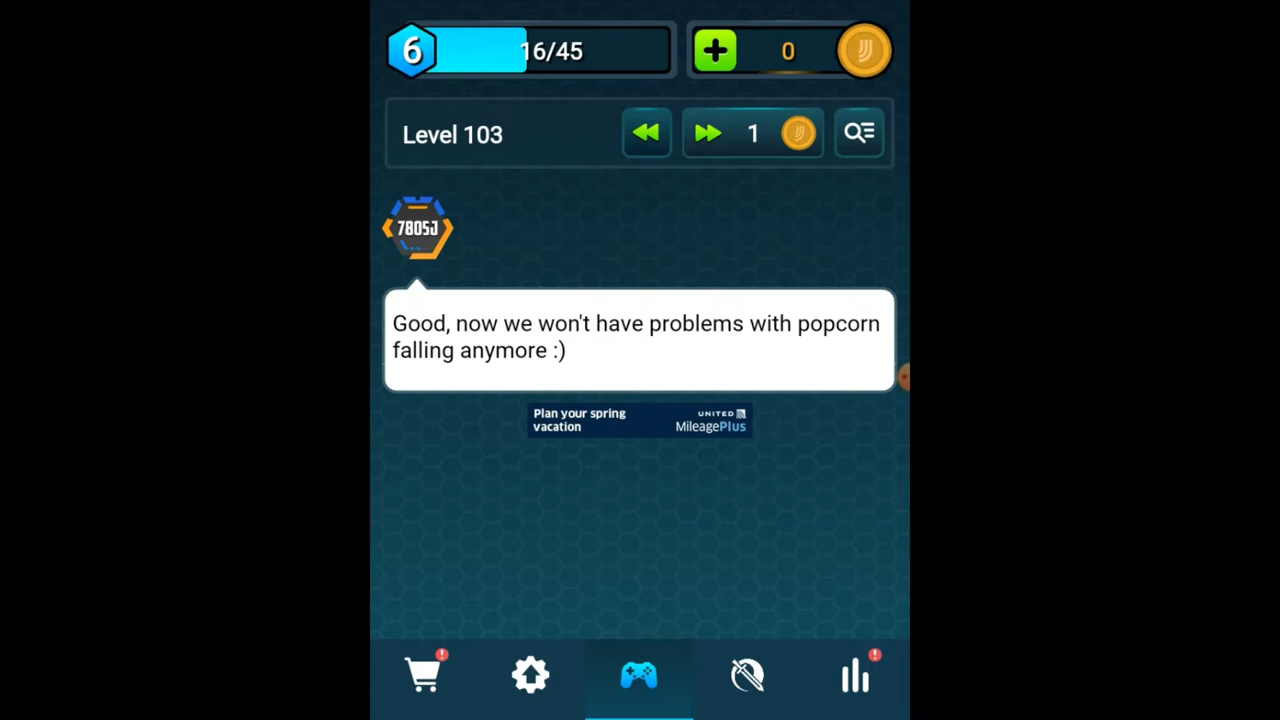 6 16/45 0
Level 103 1
7805J
Good, now we won't have problems with popcorn
falling anymore :)
Plan your spring
vacation
UNITED
MileagePlus